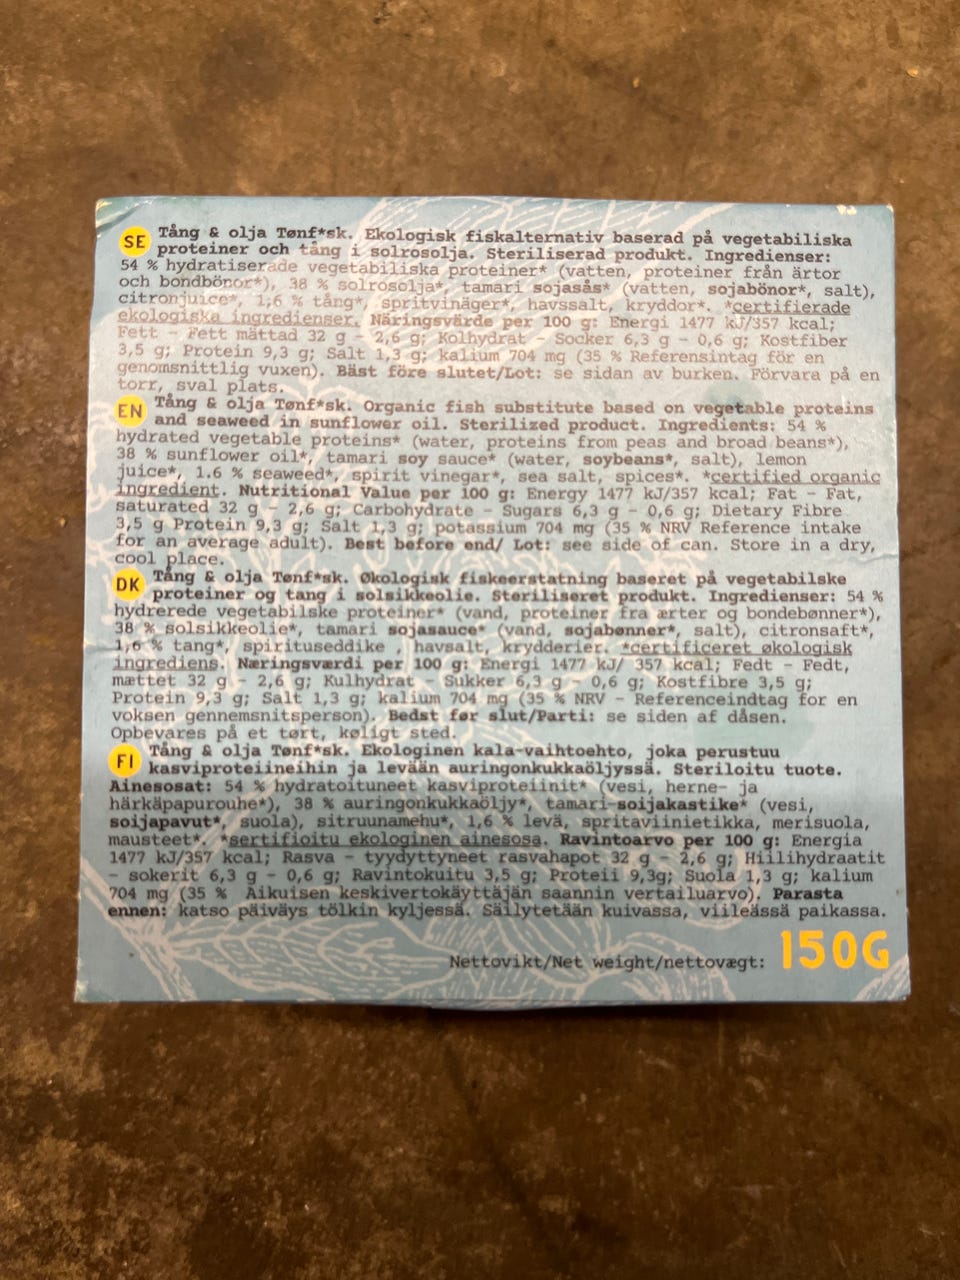 SE Tång & olja Tønf*sk. Ekologisk fiskalternativ baserad på vegetabiliska
proteiner och tång i solrosolja. Steriliserad produkt. Ingredienser:
54 % hydratiserade vegetabiliska proteiner* (vatten, proteiner från ärtor
och bondbönor*), 38 % solrosolja*, tamari sojasås* (vatten, sojabönor*, salt),
citronjuice*, 1,6 % tång*, spritvinäger*, havssalt, kryddor*. *certifierade
ekologiska ingredienser. Näringsvärde per 100 g: Energi 1477 kJ/357 kcal;
Fett - Fett mättad 32 g - 2,6 g; Kolhydrat - Socker 6,3 g - 0,6 g; Kostfiber
3,5 g; Protein 9,3 g; Salt 1,3 g; kalium 704 mg (35 % Referensintag för en
genomsnittlig vuxen). Bäst före slutet/Lot: se sidan av burken. Förvara på en
torr, sval plats.
EN Tång & olja Tønf*sk. Organic fish substitute based on vegetable proteins
and seaweed in sunflower oil. Sterilized product. Ingredients: 54 %
hydrated vegetable proteins* (water, proteins from peas and broad beans*),
38 % sunflower oil*, tamari soy sauce* (water, soybeans*, salt), lemon
juice*, 1.6 % seaweed*, spirit vinegar*, sea salt, spices*. *certified organic
ingredient. Nutritional Value per 100 g: Energy 1477 kJ/357 kcal; Fat - Fat,
saturated 32 g - 2,6 g; Carbohydrate - Sugars 6,3 g - 0,6 g; Dietary Fibre
3,5 g Protein 9,3 g; Salt 1,3 g; potassium 704 mg (35 % NRV Reference intake
for an average adult). Best before end/ Lot: see side of can. Store in a dry,
cool place.
DK Tång & olja Tønf*sk. Økologisk fiskeerstatning baseret på vegetabilske
proteiner og tang i solsikkeolie. Steriliseret produkt. Ingredienser: 54 %
hydrerede vegetabilske proteiner* (vand, proteiner fra ærter og bondebønner*),
38 % solsikkeolie*, tamari sojasauce* (vand, sojabønner*, salt), citronsaft*,
1,6 % tang*, spirituseddike , havsalt, krydderier. *certificeret økologisk
ingrediens. Næringsværdi per 100 g: Energi 1477 kJ/ 357 kcal; Fedt - Fedt,
mættet 32 g - 2,6 g; Kulhydrat -Sukker 6,3 g - 0,6 g; Kostfibre 3,5 g;
Protein 9,3 g; Salt 1,3 g; kalium 704 mg (35 % NRV - Referenceindtag for en
voksen gennemsnitsperson). Bedst før slut/Parti: se siden af dåsen.
Opbevares på et tørt, køligt sted.
FI Tång & olja Tønf*sk. Ekologinen kala-vaihtoehto, joka perustuu
kasviproteiineihin ja levään auringonkukkaöljyssä. Steriloitu tuote.
Ainesosat: 54 % hydratoituneet kasviproteiinit* (vesi, herne- ja
härkäpapurouhe*), 38 % auringonkukkaöljy*, tamari-soijakastike* (vesi,
soijapavut*, suola), sitruunamehu*, 1,6 % levä, spritaviinietikka, merisuola,
mausteet*. *sertifioitu ekologinen ainesosa. Ravintoarvo per 100 g: Energia
1477 kJ/357 kcal; Rasva - tyydyttyneet rasvahapot 32 g - 2,6 g; Hiilihydraatit
- sokerit 6,3 g - 0,6 g; Ravintokuitu 3,5 g; Proteii 9,3g; Suola 1,3 g; kalium
704 mg (35 % Aikuisen keskivertokäyttäjän saannin vertailuarvo). Parasta
ennen: katso päiväys tölkin kyljessä. Säilytetään kuivassa, viileässä paikassa.
Nettovikt/Net weight/nettovægt: 150G